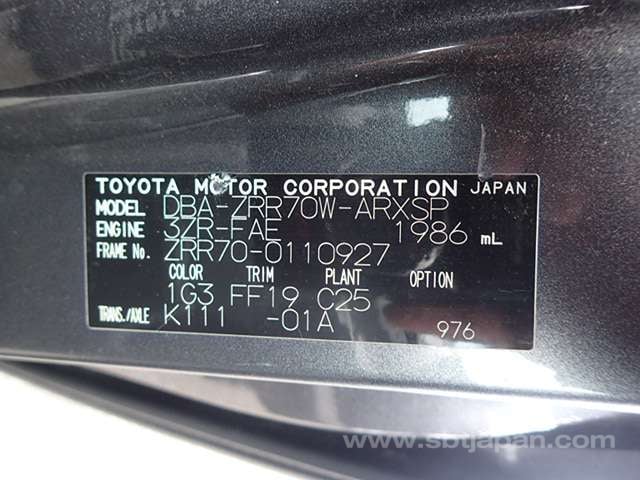 TOYOTA MOTOR CORPORATION JAPAN
MODEL DBA-ZRR70W-ARXSP
ENGINE 3ZR-FAE 1986 mL
FRAME No. ZRR70-0110927
COLOR TRIM PLANT OPTION
1G3 FF19 C25
TRANS./AXLE K111 -01A 976
www.sbtjapan.com